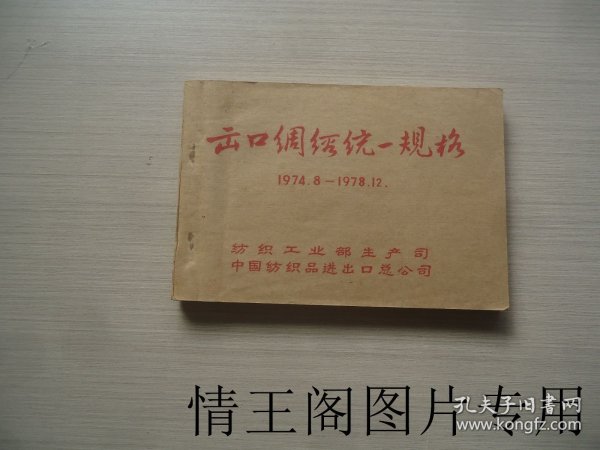 出口绸缎统一规格
1974.8－1978.12.
纺织工业部生产司
中国纺织品进出口总公司
情王阁图片专用
孔夫子旧书网
www.kongfz.com